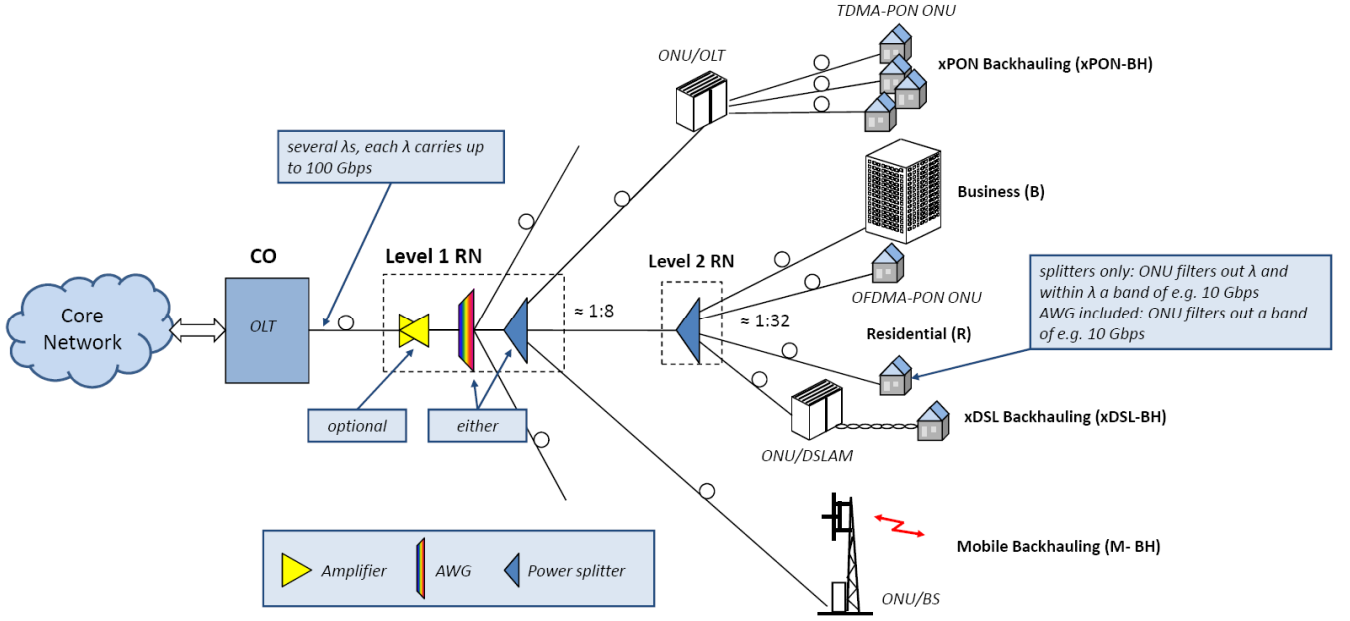 TDMA-PON ONU
ONU/OLT
xPON Backhauling (xPON-BH)
several λs, each λ carries up
to 100 Gbps
Business (B)
CO
Level 1 RN
Level 2 RN
splitters only: ONU filters out λ and
within λ a band of e.g. 10 Gbps
AWG included: ONU filters out a band
of e.g. 10 Gbps
OFDMA-PON ONU
Core
Network
OLT
≈ 1:8
≈ 1:32
Residential (R)
optional
either
xDSL Backhauling (xDSL-BH)
ONU/DSLAM
Mobile Backhauling (M- BH)
Amplifier
AWG
Power splitter
ONU/BS